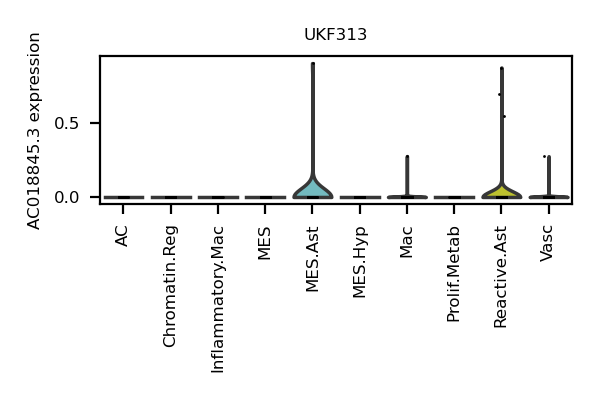 UKF313
AC018845.3 expression
0.5
0.0
AC
Chromatin.Reg
Inflammatory.Mac
MES
MES.Ast
MES.Hyp
Mac
Prolif.Metab
Reactive.Ast
Vasc